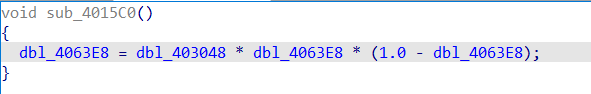 void sub_4015C0()
{
  dbl_4063E8 = dbl_403048 * dbl_4063E8 * (1.0 - dbl_4063E8);
}